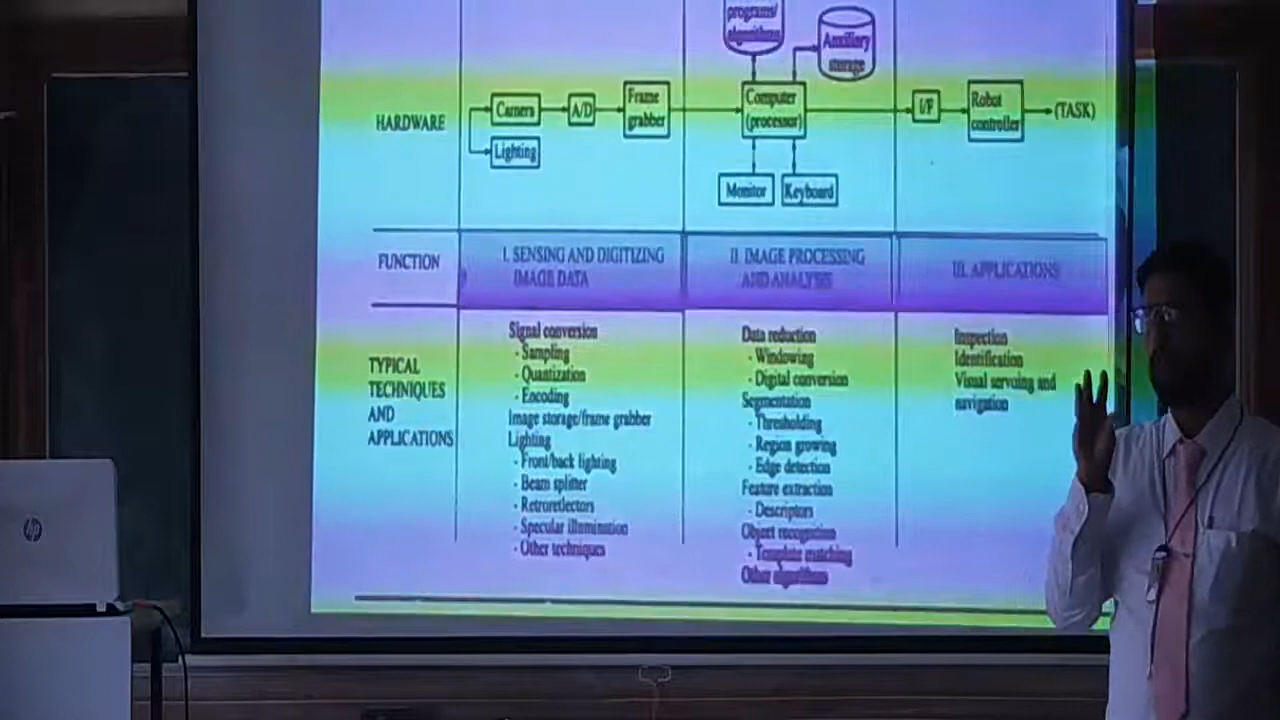 programs/
algorithms
Auxiliary
storage
HARDWARE
Camera
A/D
Frame
grabber
Computer
(processor)
I/F
Robot
controller
(TASK)
Lighting
Monitor
Keyboard
FUNCTION
I. SENSING AND DIGITIZING
IMAGE DATA
II. IMAGE PROCESSING
AND ANALYSIS
III. APPLICATIONS
TYPICAL
TECHNIQUES
AND
APPLICATIONS
Signal conversion
- Sampling
- Quantization
- Encoding
Image storage/frame grabber
Lighting
- Front/back lighting
- Beam splitter
- Retroreflectors
- Specular illumination
- Other techniques
Data reduction
- Windowing
- Digital conversion
Segmentation
- Thresholding
- Region growing
- Edge detection
Feature extraction
- Descriptors
Object recognition
- Template matching
Other algorithms
Inspection
Identification
Visual servoing and
navigation
hp